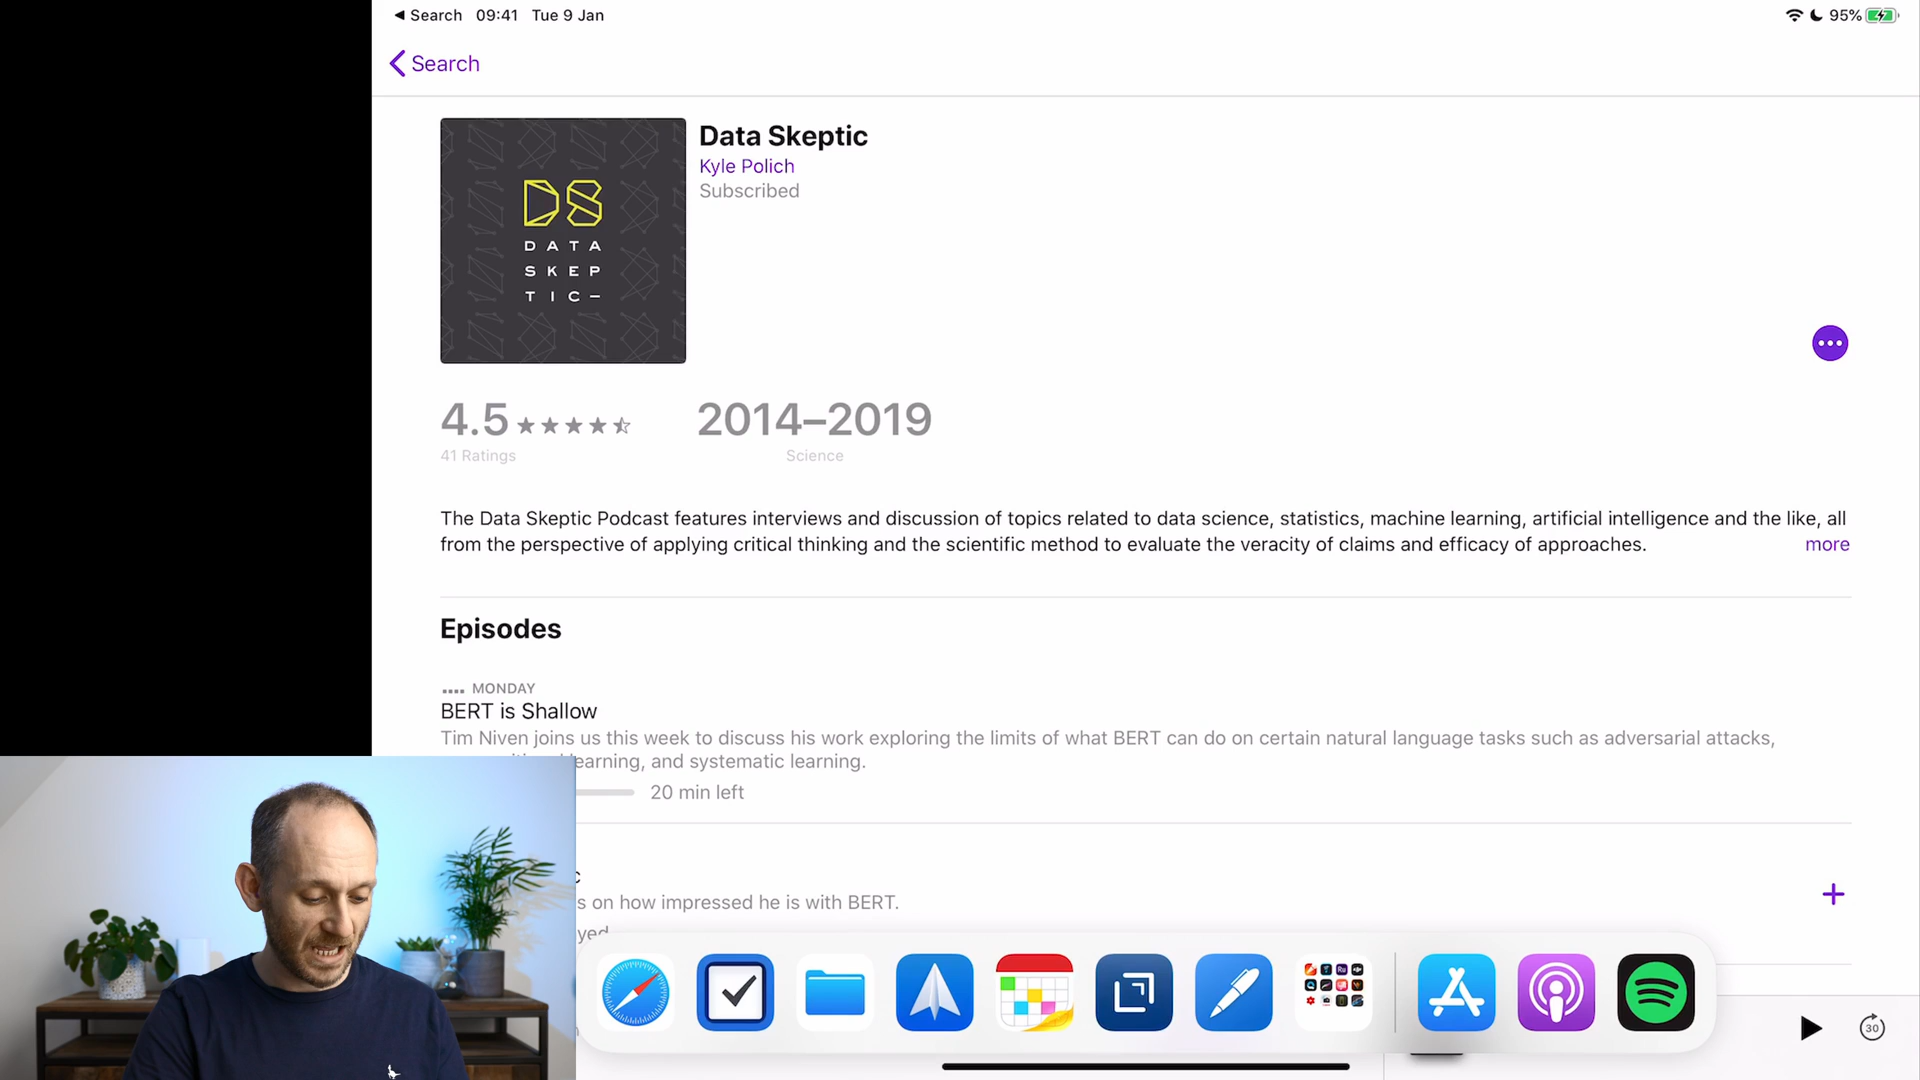 Search 09:41 Tue 9 Jan
95%
Search
Data Skeptic
Kyle Polich
Subscribed
DS
DATA
SKEP
TIC–
4.5
2014–2019
41 Ratings
Science
The Data Skeptic Podcast features interviews and discussion of topics related to data science, statistics, machine learning, artificial intelligence and the like, all
from the perspective of applying critical thinking and the scientific method to evaluate the veracity of claims and efficacy of approaches.
more
Episodes
MONDAY
BERT is Shallow
Tim Niven joins us this week to discuss his work exploring the limits of what BERT can do on certain natural language tasks such as adversarial attacks,
learning, and systematic learning.
20 min left
on how impressed he is with BERT.
30